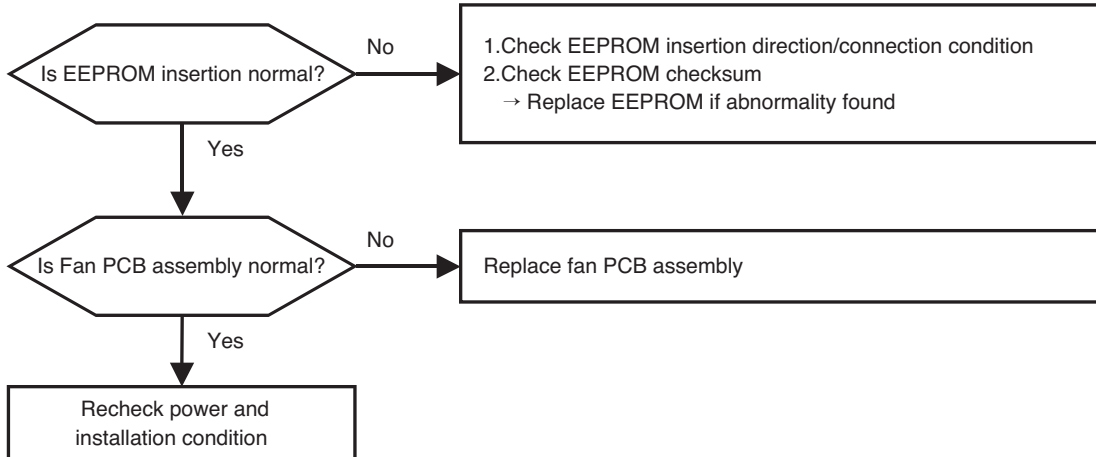 Is EEPROM insertion normal?
No
1.Check EEPROM insertion direction/connection condition
2.Check EEPROM checksum
→ Replace EEPROM if abnormality found
Yes
Is Fan PCB assembly normal?
No
Replace fan PCB assembly
Yes
Recheck power and
installation condition